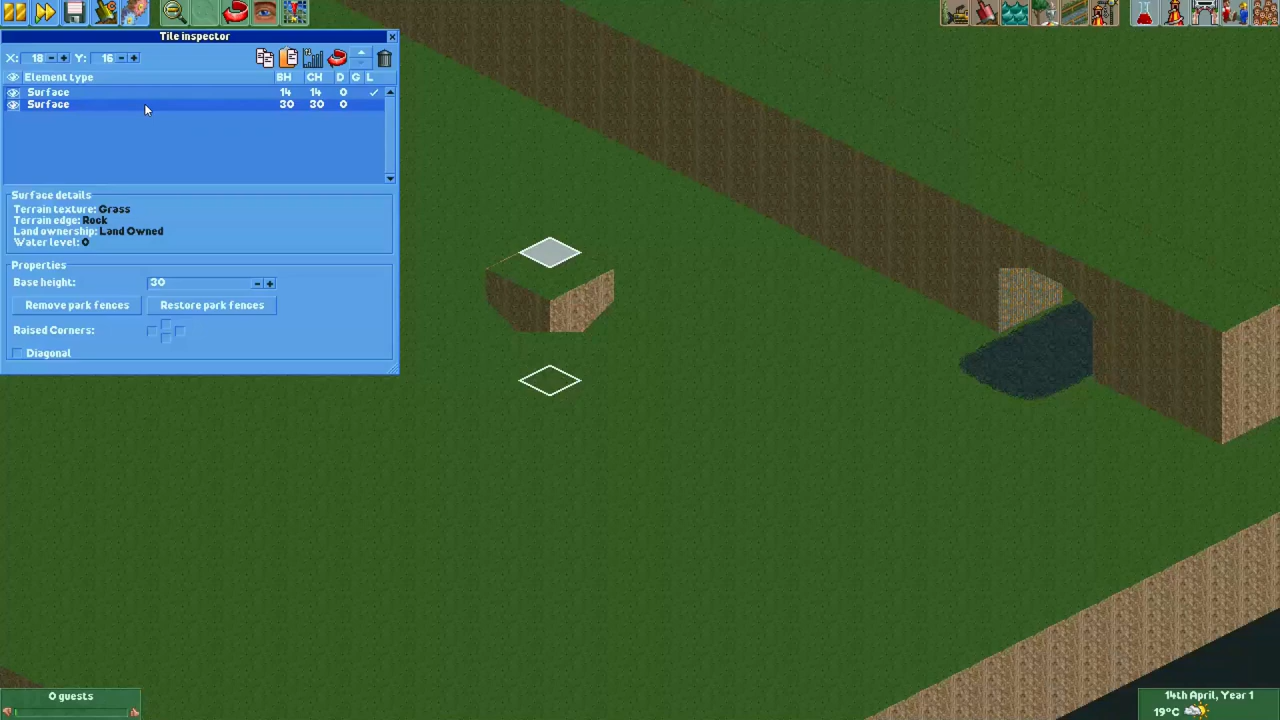 Tile inspector
X: 18 - + Y: 16 - +
Element type BH CH D G L
Surface 14 14 0 ✓
Surface 30 30 0
Surface details
Terrain texture: Grass
Terrain edge: Rock
Land ownership: Land Owned
Water level: 0
Properties
Base height: 30 - +
Remove park fences Restore park fences
Raised Corners:
Diagonal
0 guests
14th April, Year 1
19°C